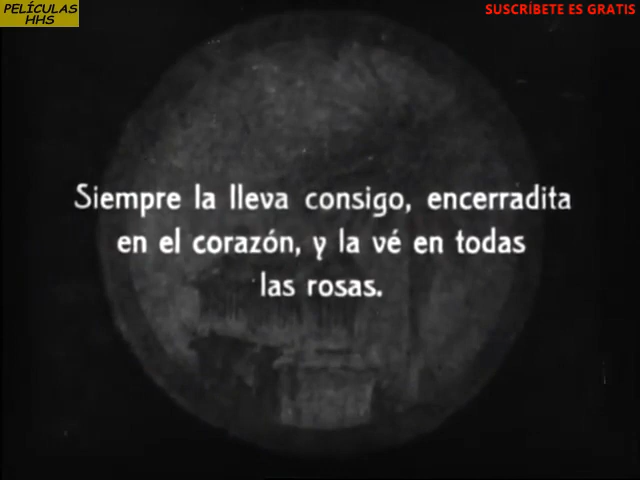 PELÍCULAS
HHS
SUSCRÍBETE ES GRATIS
Siempre la lleva consigo, encerradita
en el corazón, y la vé en todas
las rosas.